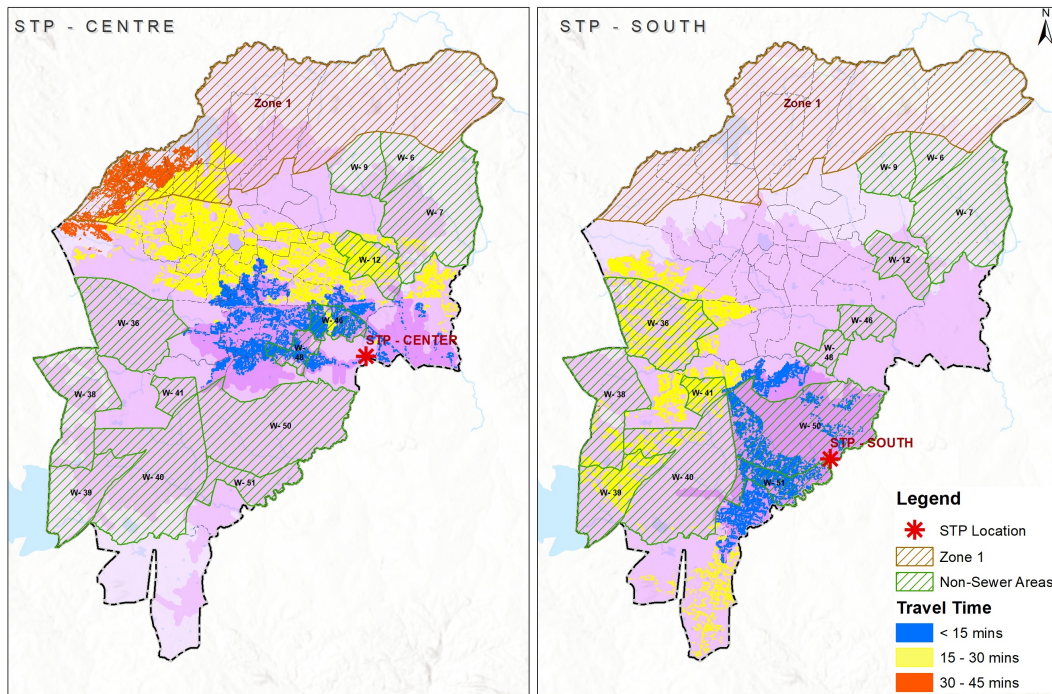 STP - CENTRE
Zone 1
W- 9
W- 6
W- 7
W- 12
W- 36
W- 46
STP - CENTER
W- 48
W- 38
W- 41
W- 50
W- 40
W- 39
W- 51
STP - SOUTH
N
Zone 1
W- 9
W- 6
W- 7
W- 36
W- 46
W- 48
W- 38
W- 41
W- 50
STP - SOUTH
W- 40
W- 39
W- 51
Legend
STP Location
Zone 1
Non-Sewer Areas
Travel Time
< 15 mins
15 - 30 mins
30 - 45 mins
W- 12